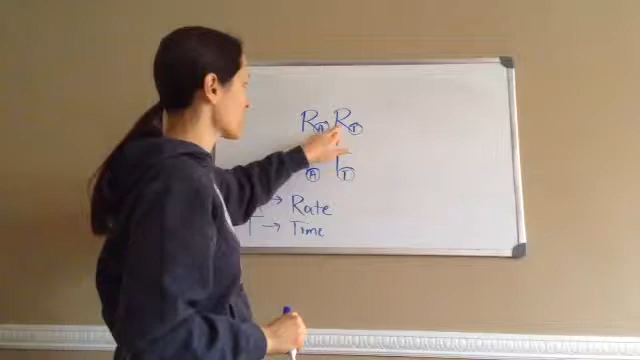 R Ⓐ R Ⓣ
Ⓐ Ⓣ
→ Rate
T → Time